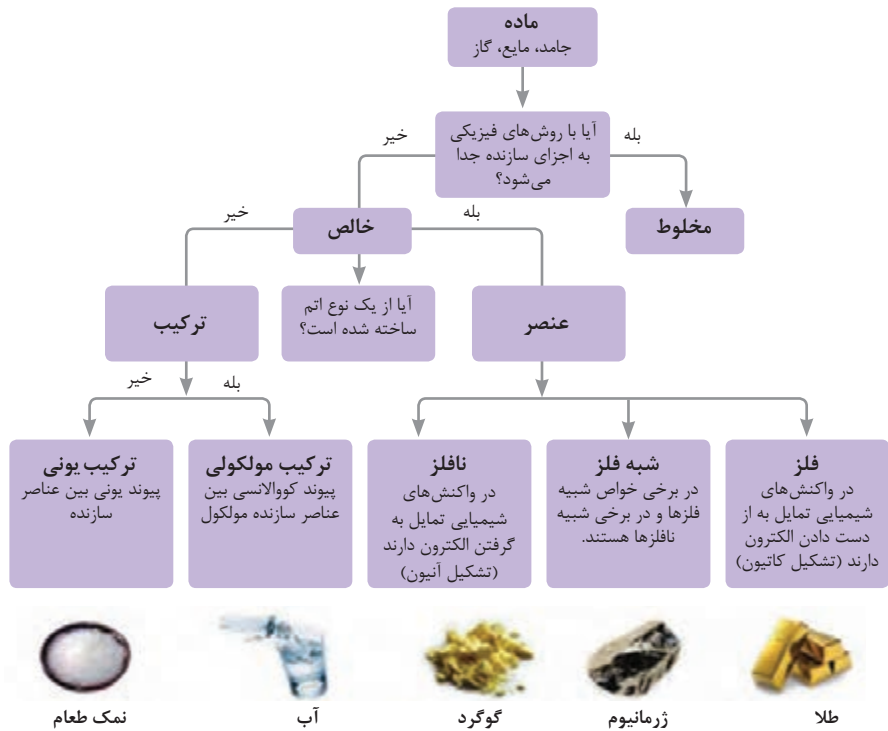 ماده
جامد، مایع، گاز
آیا با روش‌های فیزیکی
به اجزای سازنده جدا
می‌شود؟
بله
خیر
مخلوط
خالص
بله
خیر
آیا از یک نوع اتم
ساخته شده است؟
عنصر
ترکیب
بله
خیر
فلز
در واکنش‌های
شیمیایی تمایل به از
دست دادن الکترون
دارند (تشکیل کاتیون)
شبه فلز
در برخی خواص شبیه
فلزها و در برخی شبیه
نافلزها هستند.
نافلز
در واکنش‌های
شیمیایی تمایل به
گرفتن الکترون دارند
(تشکیل آنیون)
ترکیب مولکولی
پیوند کووالانسی بین
عناصر سازنده مولکول
ترکیب یونی
پیوند یونی بین عناصر
سازنده
طلا
ژرمانیوم
گوگرد
آب
نمک طعام